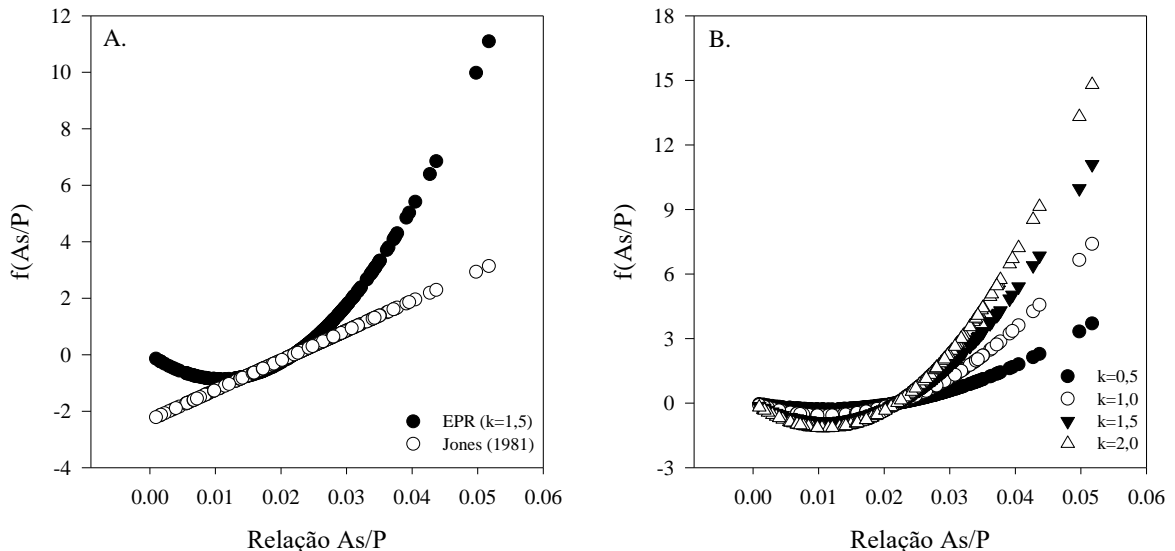 A.
12
10
8
6
4
2
0
-2
-4
f(As/P)
0.00 0.01 0.02 0.03 0.04 0.05 0.06
Relação As/P
EPR (k=1,5)
Jones (1981)
B.
18
15
12
9
6
3
0
-3
f(As/P)
0.00 0.01 0.02 0.03 0.04 0.05 0.06
Relação As/P
k=0,5
k=1,0
k=1,5
k=2,0